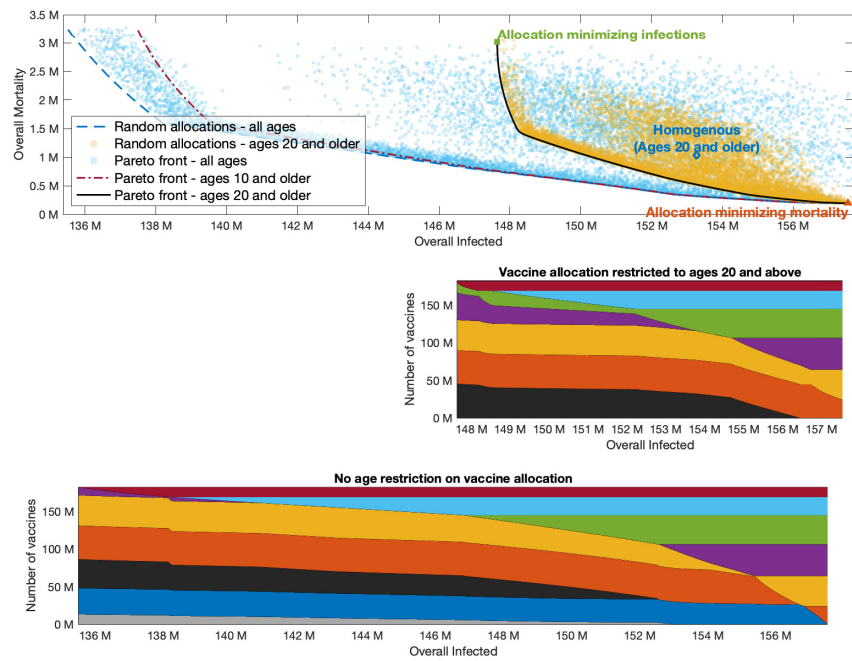 3.5 M
3 M
2.5 M
2 M
1.5 M
1 M
0.5 M
0 M
Overall Mortality
Allocation minimizing infections
Homogenous
(Ages 20 and older)
Allocation minimizing mortality
Random allocations - all ages
Random allocations - ages 20 and older
Pareto front - all ages
Pareto front - ages 10 and older
Pareto front - ages 20 and older
136 M 138 M 140 M 142 M 144 M 146 M 148 M 150 M 152 M 154 M 156 M
Overall Infected
Vaccine allocation restricted to ages 20 and above
150 M
100 M
50 M
0 M
Number of vaccines
148 M 149 M 150 M 151 M 152 M 153 M 154 M 155 M 156 M 157 M
Overall Infected
No age restriction on vaccine allocation
150 M
100 M
50 M
0 M
Number of vaccines
136 M 138 M 140 M 142 M 144 M 146 M 148 M 150 M 152 M 154 M 156 M
Overall Infected